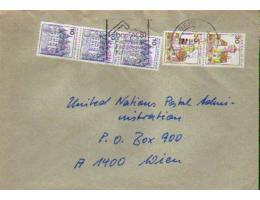 United Nations Postal Admi-
nistration
P. O. Box 900
A 1400 Wien